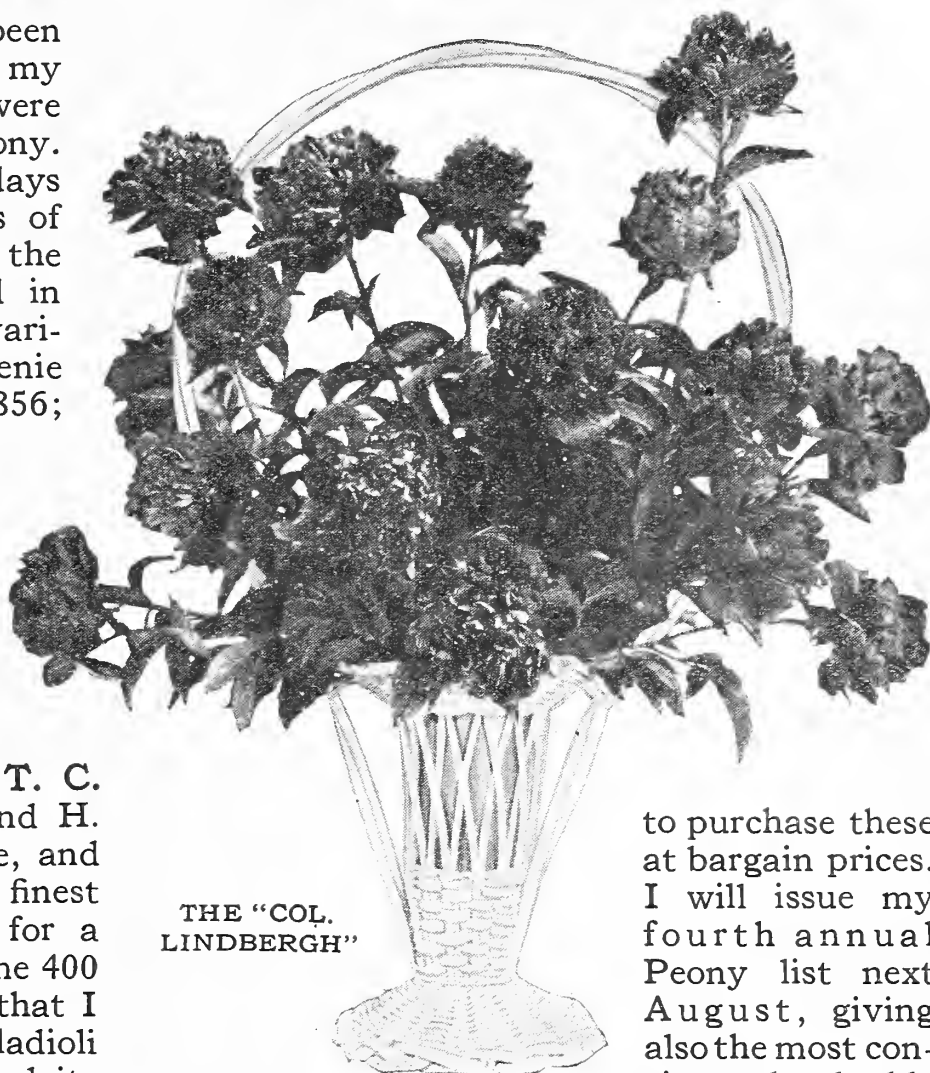 been
my
were
ony.
days
s of
the
l in
vari-
enie
856;
T. C.
nd H.
e, and
finest
for a
ne 400
that I
ladioli
THE “COL.
LINDBERGH”
to purchase these
at bargain prices.
I will issue my
fourth annual
Peony list next
August, giving
also the most con-